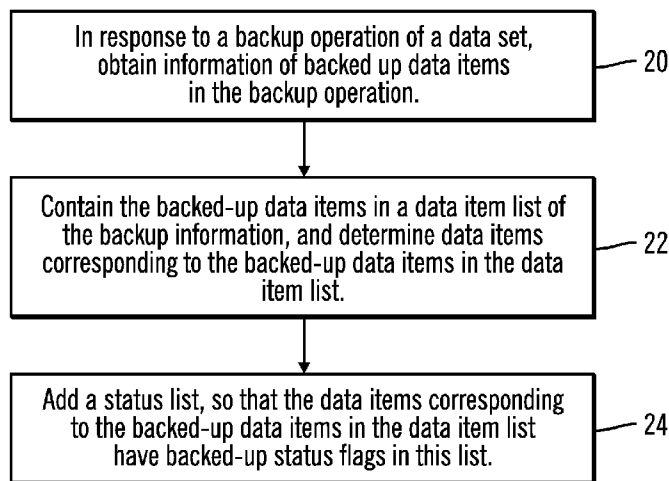 In response to a backup operation of a data set,
obtain information of backed up data items
in the backup operation.
20
Contain the backed-up data items in a data item list of
the backup information, and determine data items
corresponding to the backed-up data items in the data
item list.
22
Add a status list, so that the data items corresponding
to the backed-up data items in the data item list
have backed-up status flags in this list.
24